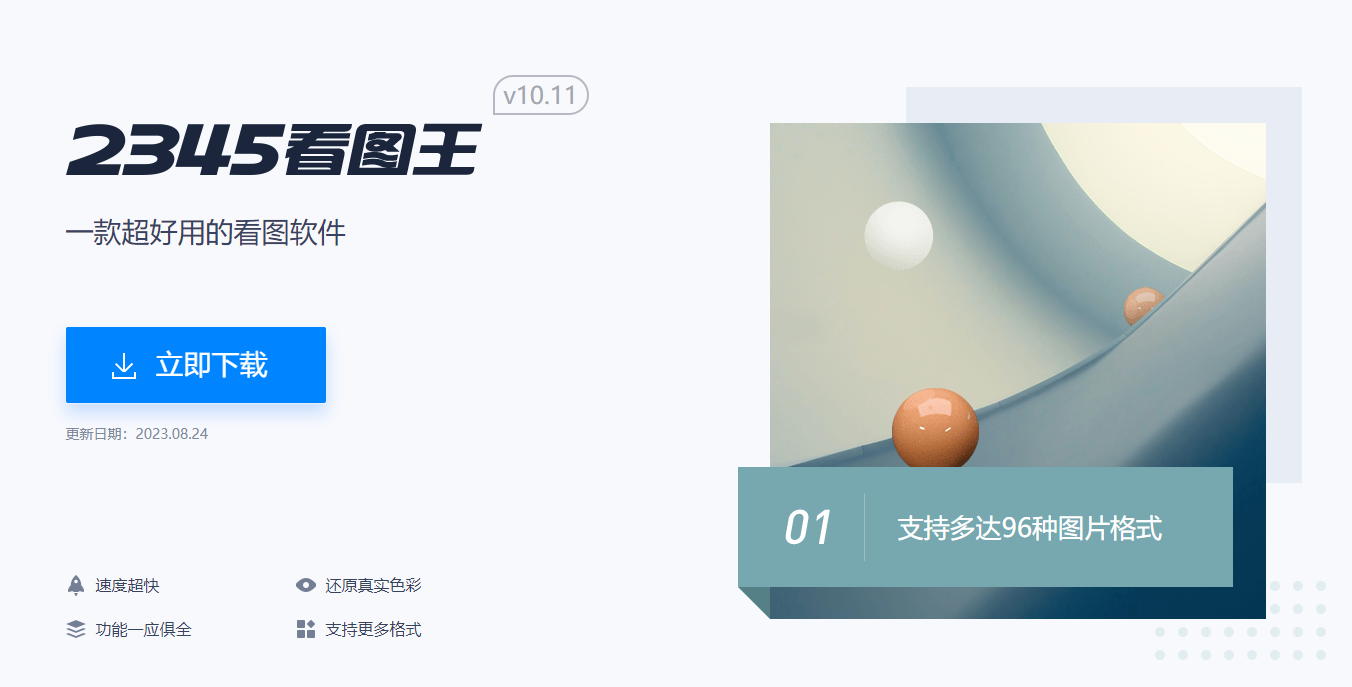 v10.11
2345看图王
一款超好用的看图软件
立即下载
更新日期：2023.08.24
速度超快
还原真实色彩
功能一应俱全
支持更多格式
01
支持多达96种图片格式